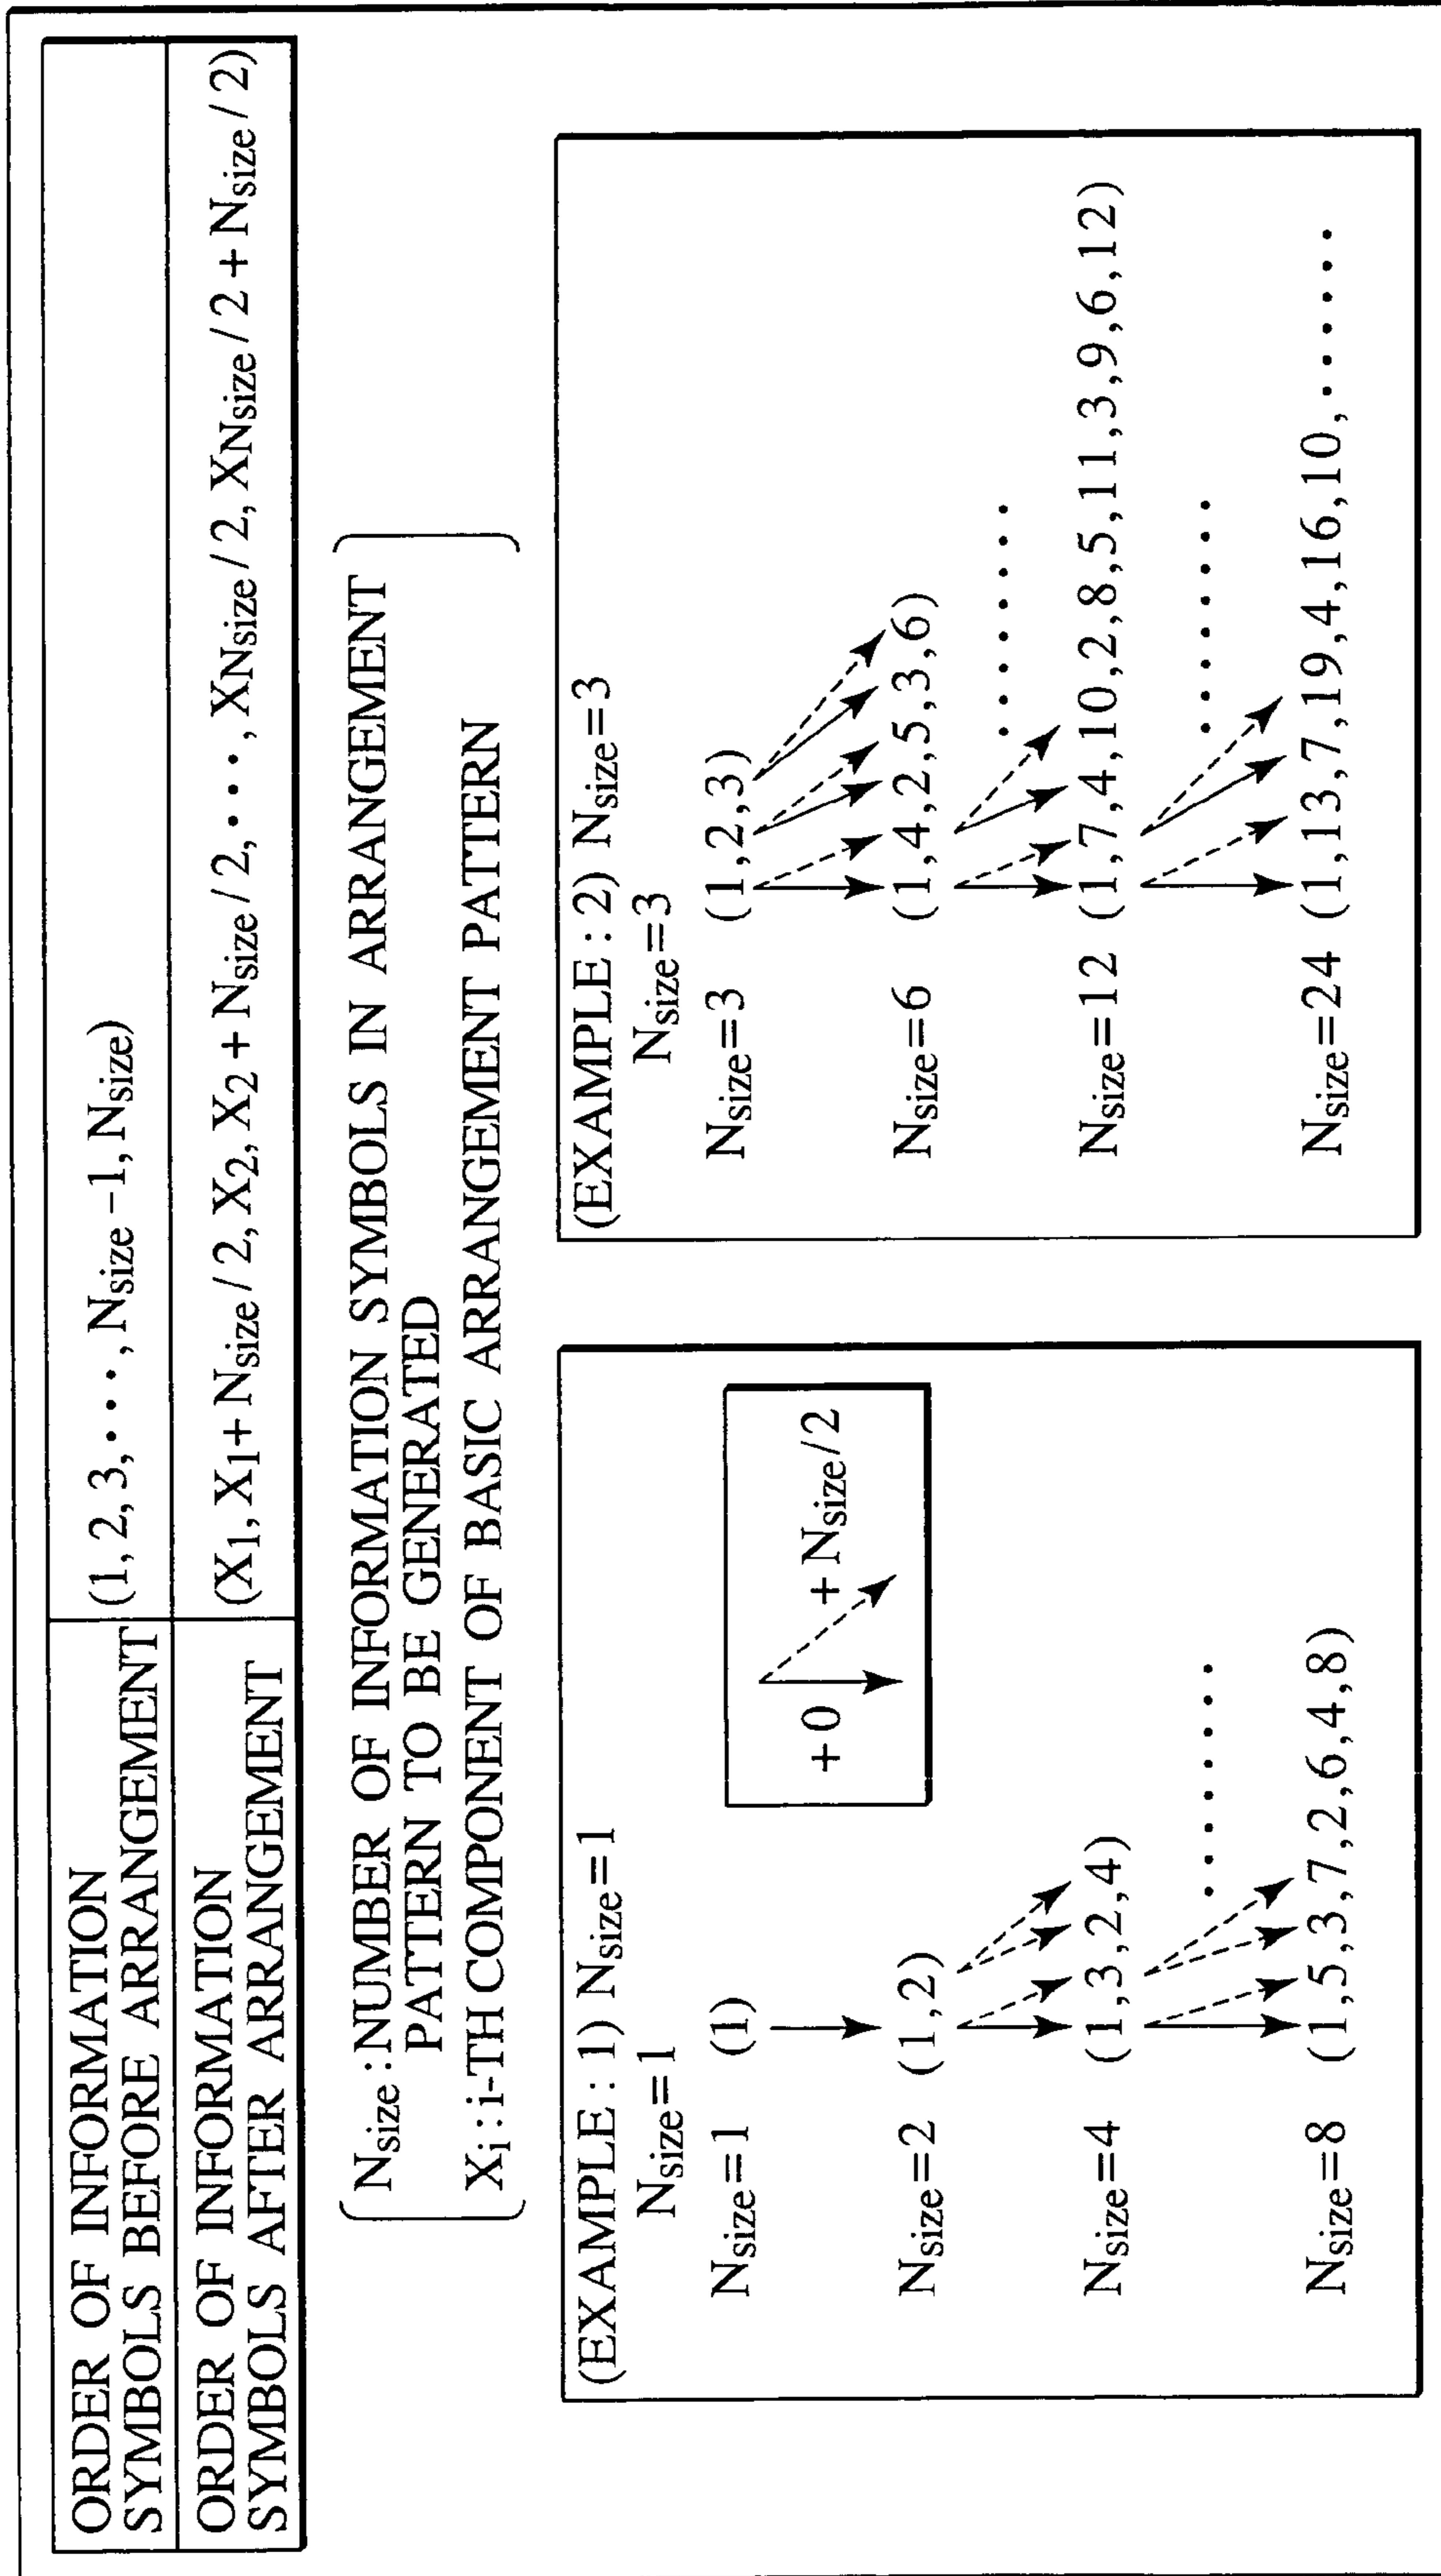 ORDER OF INFORMATION
SYMBOLS BEFORE ARRANGEMENT
(1, 2, 3, ···, Nsize −1, Nsize)
ORDER OF INFORMATION
SYMBOLS AFTER ARRANGEMENT
(X1, X1+ Nsize / 2, X2, X2 + Nsize / 2, ···, XNsize / 2, XNsize / 2 + Nsize / 2)
Nsize : NUMBER OF INFORMATION SYMBOLS IN ARRANGEMENT
PATTERN TO BE GENERATED
Xi : i-TH COMPONENT OF BASIC ARRANGEMENT PATTERN
(EXAMPLE : 1) Nsize=1
Nsize=1
Nsize=1 (1)
+0 +Nsize/2
Nsize=2 (1,2)
Nsize=4 (1,3,2,4)
·······
Nsize=8 (1,5,3,7,2,6,4,8)
(EXAMPLE : 2) Nsize=3
Nsize=3
Nsize=3 (1,2,3)
Nsize=6 (1,4,2,5,3,6)
·······
Nsize=12 (1,7,4,10,2,8,5,11,3,9,6,12)
·······
Nsize=24 (1,13,7,19,4,16,10,······